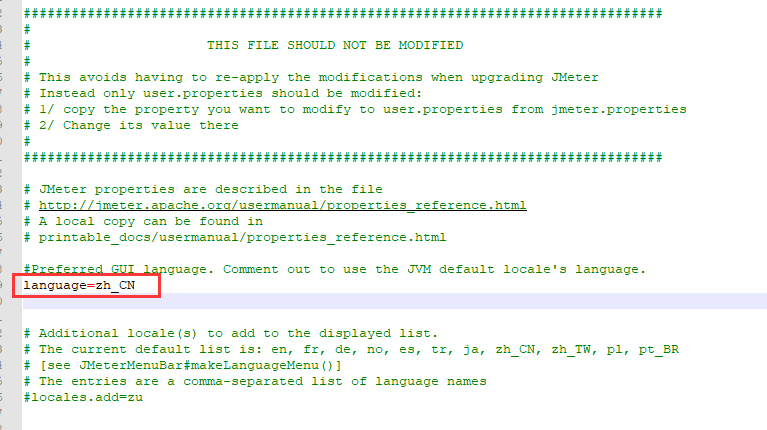 ################################################################################
#
#                      THIS FILE SHOULD NOT BE MODIFIED
#
# This avoids having to re-apply the modifications when upgrading JMeter
# Instead only user.properties should be modified:
# 1/ copy the property you want to modify to user.properties from jmeter.properties
# 2/ Change its value there
#
################################################################################
# JMeter properties are described in the file
# http://jmeter.apache.org/usermanual/properties_reference.html
# A local copy can be found in
# printable_docs/usermanual/properties_reference.html
#Preferred GUI language. Comment out to use the JVM default locale's language.
language=zh_CN
# Additional locale(s) to add to the displayed list.
# The current default list is: en, fr, de, no, es, tr, ja, zh_CN, zh_TW, pl, pt_BR
# [see JMeterMenuBar#makeLanguageMenu()]
# The entries are a comma-separated list of language names
#locales.add=zu